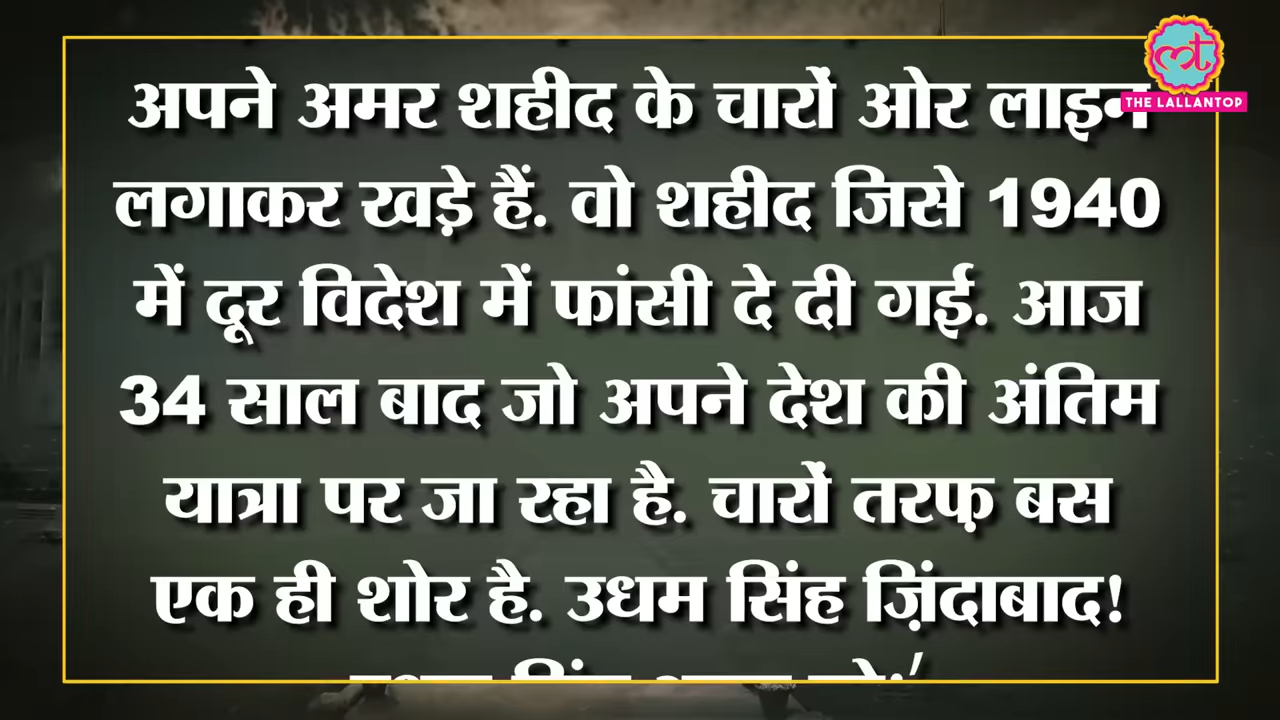 अपने अमर शहीद के चारों ओर लाइन
THE LALLANTOP
लगाकर खड़े हैं. वो शहीद जिसे 1940
में दूर विदेश में फांसी दे दी गई. आज
34 साल बाद जो अपने देश की अंतिम
यात्रा पर जा रहा है. चारों तरफ़ बस
एक ही शोर है. उधम सिंह ज़िंदाबाद!